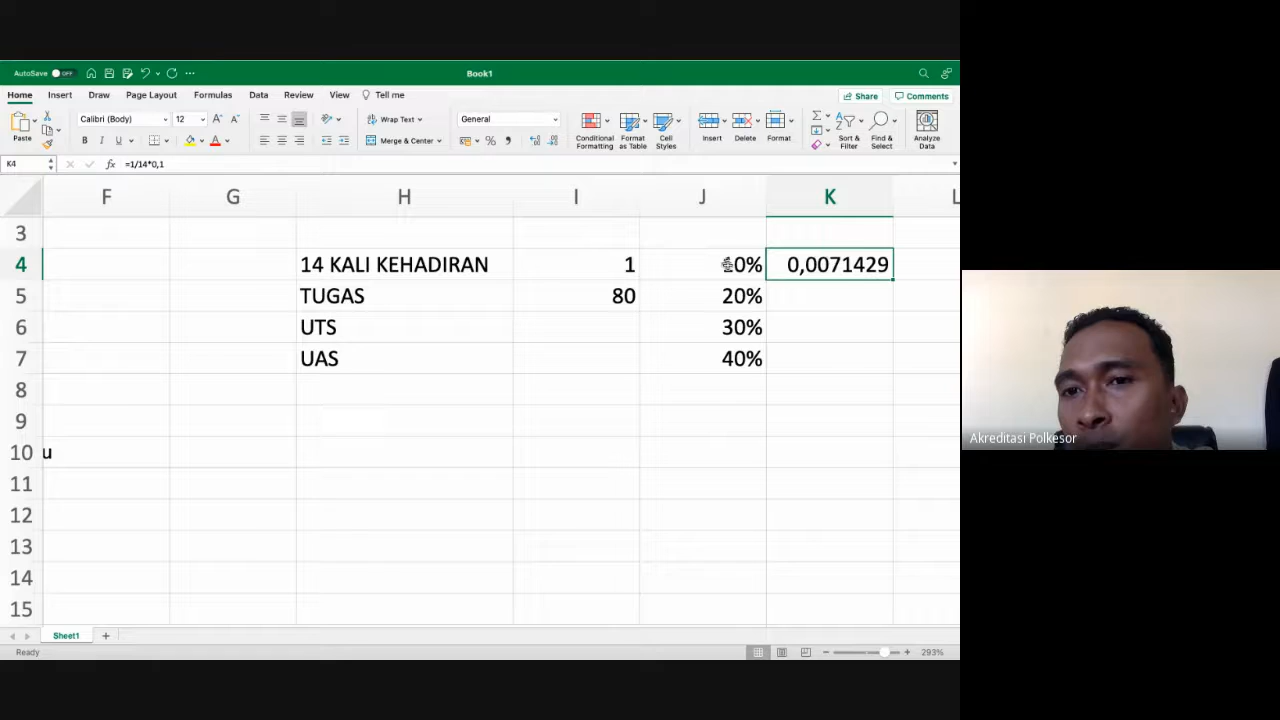 AutoSave OFF ... Book1
Home Insert Draw Page Layout Formulas Data Review View Tell me Share Comments
Paste Calibri (Body) 12 A A Wrap Text General Conditional Formatting Format as Table Cell Styles Insert Delete Format Sort & Filter Find & Select Analyze Data
B I U Merge & Center
K4 fx =1/14*0,1
F G H I J K L
3
4 14 KALI KEHADIRAN 1 10% 0,0071429
5 TUGAS 80 20%
6 UTS 30%
7 UAS 40%
8
9
10 u
11
12
13
14
15
Akreditasi Polkesor
Sheet1 +
Ready 293%